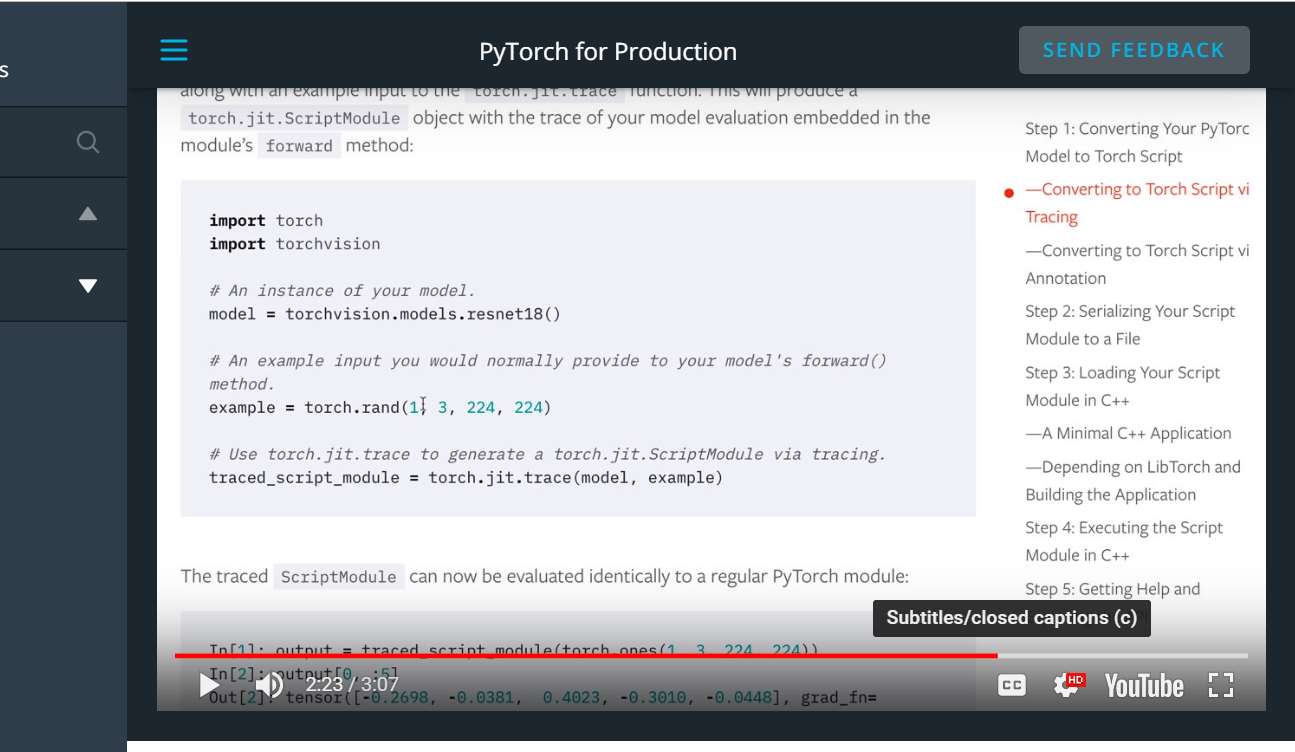 s
PyTorch for Production
SEND FEEDBACK
along with an example input to the torch.jit.trace function. This will produce a
torch.jit.ScriptModule object with the trace of your model evaluation embedded in the
module's forward method:
import torch
import torchvision
# An instance of your model.
model = torchvision.models.resnet18()
# An example input you would normally provide to your model's forward()
method.
example = torch.rand(1, 3, 224, 224)
# Use torch.jit.trace to generate a torch.jit.ScriptModule via tracing.
traced_script_module = torch.jit.trace(model, example)
The traced ScriptModule can now be evaluated identically to a regular PyTorch module:
In[1]: output = traced_script_module(torch.ones(1, 3, 224, 224))
In[2]: output[0, :5]
Out[2]: tensor([-0.2698, -0.0381, 0.4023, -0.3010, -0.0448], grad_fn=
Step 1: Converting Your PyTorc
Model to Torch Script
—Converting to Torch Script vi
Tracing
—Converting to Torch Script vi
Annotation
Step 2: Serializing Your Script
Module to a File
Step 3: Loading Your Script
Module in C++
—A Minimal C++ Application
—Depending on LibTorch and
Building the Application
Step 4: Executing the Script
Module in C++
Step 5: Getting Help and
Subtitles/closed captions (c)
2:23 / 3:07
CC
HD
YouTube